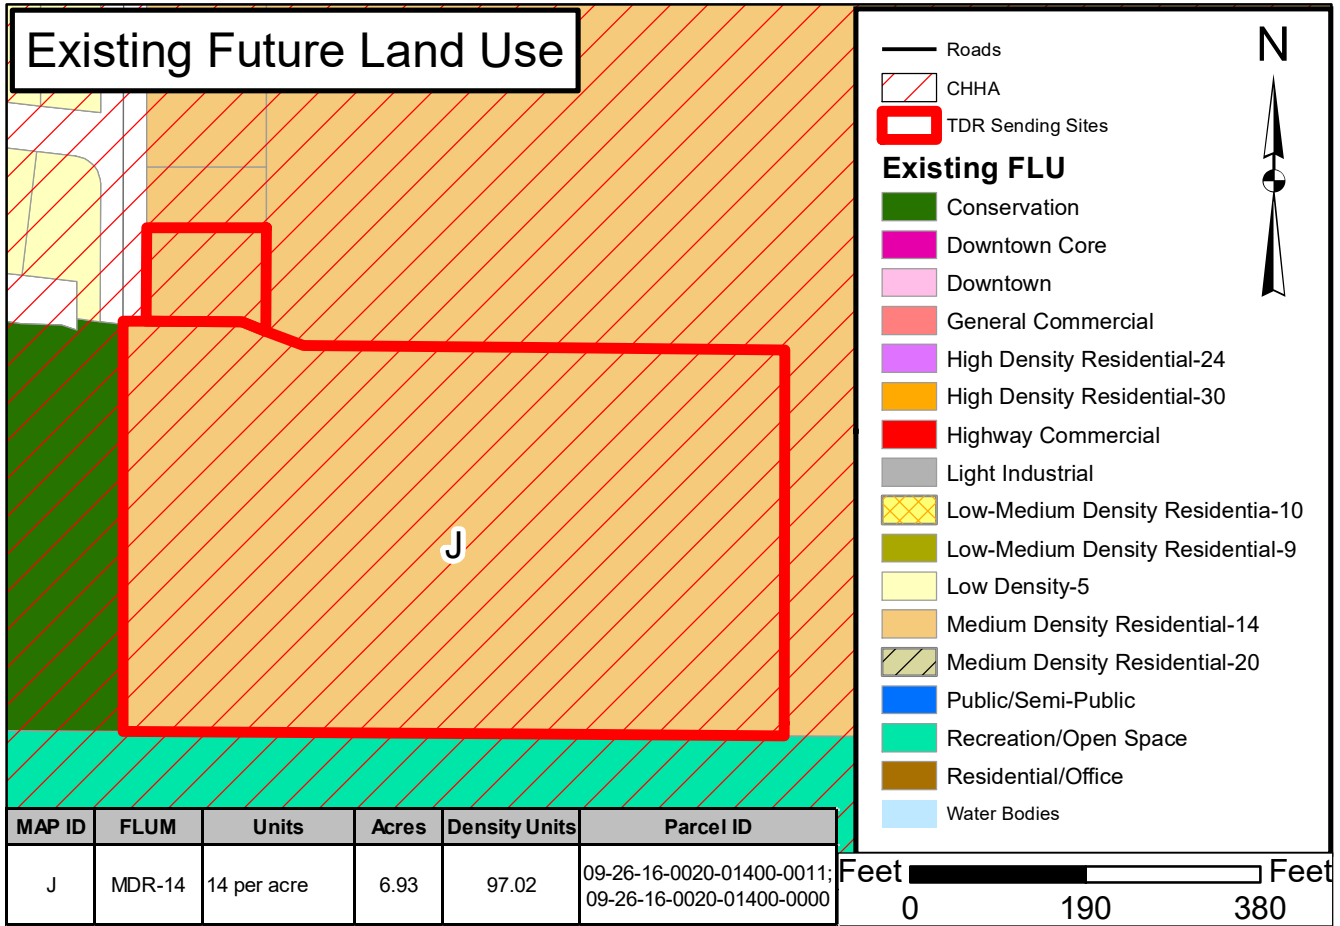 Existing Future Land Use
Roads
CHHA
TDR Sending Sites
Existing FLU
Conservation
Downtown Core
Downtown
General Commercial
High Density Residential-24
High Density Residential-30
Highway Commercial
Light Industrial
Low-Medium Density Residentia-10
Low-Medium Density Residential-9
Low Density-5
Medium Density Residential-14
Medium Density Residential-20
Public/Semi-Public
Recreation/Open Space
Residential/Office
Water Bodies
N
J
MAP ID FLUM Units Acres Density Units Parcel ID
J MDR-14 14 per acre 6.93 97.02 09-26-16-0020-01400-0011;
09-26-16-0020-01400-0000
Feet Feet
0 190 380